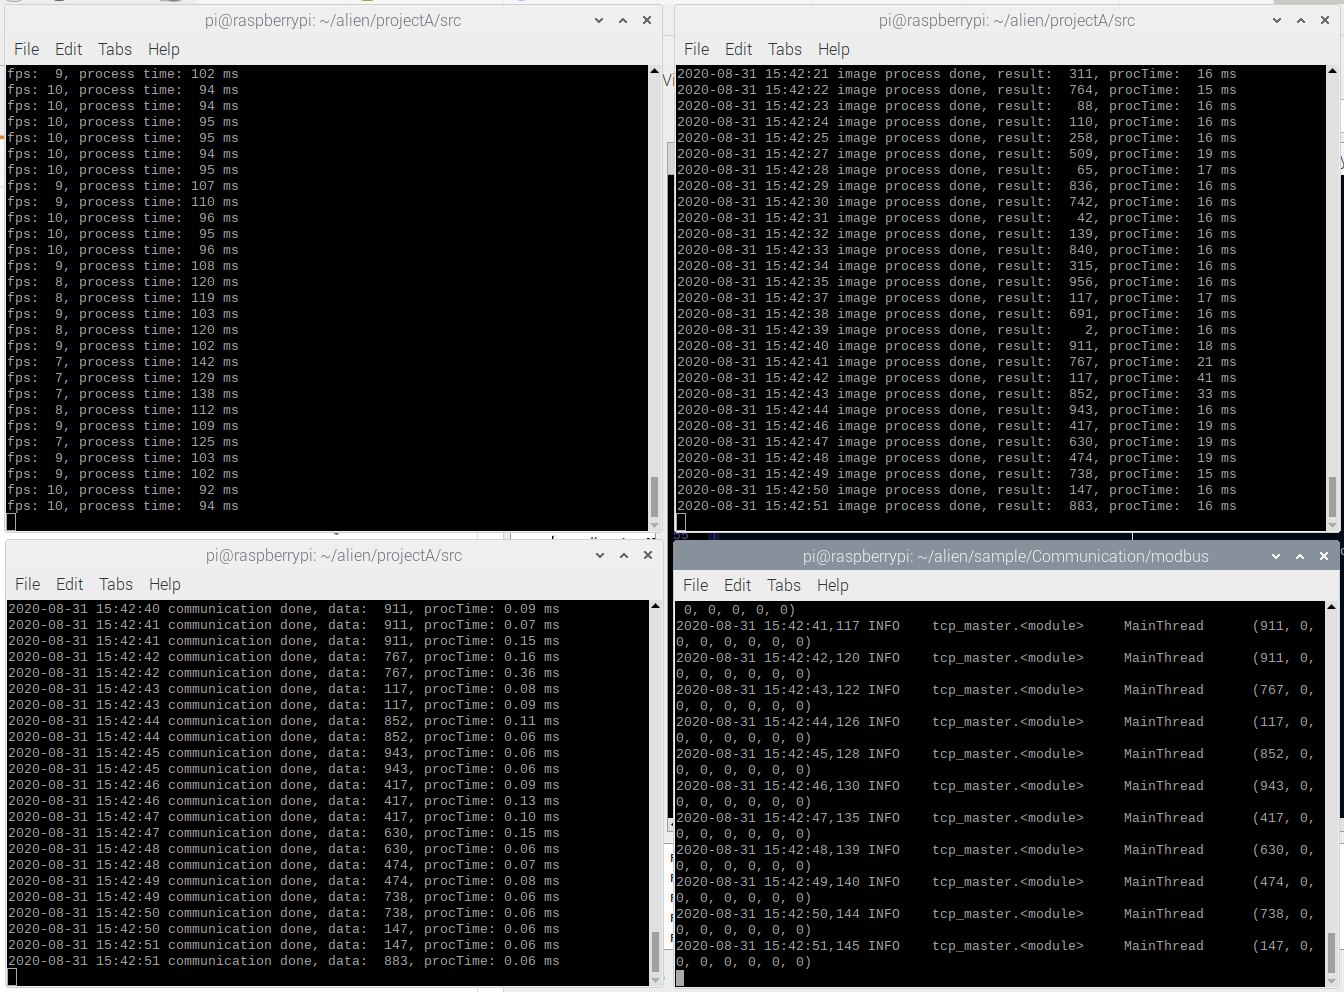 pi@raspberrypi: ~/alien/projectA/src
File Edit Tabs Help
fps:  9, process time: 102 ms
fps: 10, process time:  94 ms
fps: 10, process time:  94 ms
fps: 10, process time:  95 ms
fps: 10, process time:  95 ms
fps: 10, process time:  94 ms
fps: 10, process time:  95 ms
fps:  9, process time: 107 ms
fps:  9, process time: 110 ms
fps: 10, process time:  96 ms
fps: 10, process time:  95 ms
fps: 10, process time:  96 ms
fps:  9, process time: 108 ms
fps:  8, process time: 120 ms
fps:  8, process time: 119 ms
fps:  9, process time: 103 ms
fps:  8, process time: 120 ms
fps:  9, process time: 102 ms
fps:  7, process time: 142 ms
fps:  7, process time: 129 ms
fps:  7, process time: 138 ms
fps:  8, process time: 112 ms
fps:  9, process time: 109 ms
fps:  7, process time: 125 ms
fps:  9, process time: 103 ms
fps:  9, process time: 102 ms
fps: 10, process time:  92 ms
fps: 10, process time:  94 ms
pi@raspberrypi: ~/alien/projectA/src
File Edit Tabs Help
2020-08-31 15:42:21 image process done, result:  311, procTime:  16 ms
2020-08-31 15:42:22 image process done, result:  764, procTime:  15 ms
2020-08-31 15:42:23 image process done, result:   88, procTime:  16 ms
2020-08-31 15:42:24 image process done, result:  110, procTime:  16 ms
2020-08-31 15:42:25 image process done, result:  258, procTime:  16 ms
2020-08-31 15:42:27 image process done, result:  509, procTime:  19 ms
2020-08-31 15:42:28 image process done, result:   65, procTime:  17 ms
2020-08-31 15:42:29 image process done, result:  836, procTime:  16 ms
2020-08-31 15:42:30 image process done, result:  742, procTime:  16 ms
2020-08-31 15:42:31 image process done, result:   42, procTime:  16 ms
2020-08-31 15:42:32 image process done, result:  139, procTime:  16 ms
2020-08-31 15:42:33 image process done, result:  840, procTime:  16 ms
2020-08-31 15:42:34 image process done, result:  315, procTime:  16 ms
2020-08-31 15:42:35 image process done, result:  956, procTime:  16 ms
2020-08-31 15:42:37 image process done, result:  117, procTime:  17 ms
2020-08-31 15:42:38 image process done, result:  691, procTime:  16 ms
2020-08-31 15:42:39 image process done, result:    2, procTime:  16 ms
2020-08-31 15:42:40 image process done, result:  911, procTime:  18 ms
2020-08-31 15:42:41 image process done, result:  767, procTime:  21 ms
2020-08-31 15:42:42 image process done, result:  117, procTime:  41 ms
2020-08-31 15:42:43 image process done, result:  852, procTime:  33 ms
2020-08-31 15:42:44 image process done, result:  943, procTime:  16 ms
2020-08-31 15:42:46 image process done, result:  417, procTime:  19 ms
2020-08-31 15:42:47 image process done, result:  630, procTime:  19 ms
2020-08-31 15:42:48 image process done, result:  474, procTime:  19 ms
2020-08-31 15:42:49 image process done, result:  738, procTime:  15 ms
2020-08-31 15:42:50 image process done, result:  147, procTime:  16 ms
2020-08-31 15:42:51 image process done, result:  883, procTime:  16 ms
pi@raspberrypi: ~/alien/projectA/src
File Edit Tabs Help
2020-08-31 15:42:40 communication done, data:  911, procTime: 0.09 ms
2020-08-31 15:42:41 communication done, data:  911, procTime: 0.07 ms
2020-08-31 15:42:41 communication done, data:  911, procTime: 0.15 ms
2020-08-31 15:42:42 communication done, data:  767, procTime: 0.16 ms
2020-08-31 15:42:42 communication done, data:  767, procTime: 0.36 ms
2020-08-31 15:42:43 communication done, data:  117, procTime: 0.08 ms
2020-08-31 15:42:43 communication done, data:  117, procTime: 0.09 ms
2020-08-31 15:42:44 communication done, data:  852, procTime: 0.11 ms
2020-08-31 15:42:44 communication done, data:  852, procTime: 0.06 ms
2020-08-31 15:42:45 communication done, data:  943, procTime: 0.06 ms
2020-08-31 15:42:45 communication done, data:  943, procTime: 0.06 ms
2020-08-31 15:42:46 communication done, data:  417, procTime: 0.09 ms
2020-08-31 15:42:46 communication done, data:  417, procTime: 0.13 ms
2020-08-31 15:42:47 communication done, data:  417, procTime: 0.10 ms
2020-08-31 15:42:47 communication done, data:  630, procTime: 0.15 ms
2020-08-31 15:42:48 communication done, data:  630, procTime: 0.06 ms
2020-08-31 15:42:48 communication done, data:  474, procTime: 0.07 ms
2020-08-31 15:42:49 communication done, data:  474, procTime: 0.08 ms
2020-08-31 15:42:49 communication done, data:  738, procTime: 0.06 ms
2020-08-31 15:42:50 communication done, data:  738, procTime: 0.06 ms
2020-08-31 15:42:50 communication done, data:  147, procTime: 0.06 ms
2020-08-31 15:42:51 communication done, data:  147, procTime: 0.06 ms
2020-08-31 15:42:51 communication done, data:  883, procTime: 0.06 ms
pi@raspberrypi: ~/alien/sample/Communication/modbus
File Edit Tabs Help
0, 0, 0, 0, 0)
2020-08-31 15:42:41,117 INFO    tcp_master.<module>     MainThread      (911, 0,
0, 0, 0, 0, 0, 0)
2020-08-31 15:42:42,120 INFO    tcp_master.<module>     MainThread      (911, 0,
0, 0, 0, 0, 0, 0)
2020-08-31 15:42:43,122 INFO    tcp_master.<module>     MainThread      (767, 0,
0, 0, 0, 0, 0, 0)
2020-08-31 15:42:44,126 INFO    tcp_master.<module>     MainThread      (117, 0,
0, 0, 0, 0, 0, 0)
2020-08-31 15:42:45,128 INFO    tcp_master.<module>     MainThread      (852, 0,
0, 0, 0, 0, 0, 0)
2020-08-31 15:42:46,130 INFO    tcp_master.<module>     MainThread      (943, 0,
0, 0, 0, 0, 0, 0)
2020-08-31 15:42:47,135 INFO    tcp_master.<module>     MainThread      (417, 0,
0, 0, 0, 0, 0, 0)
2020-08-31 15:42:48,139 INFO    tcp_master.<module>     MainThread      (630, 0,
0, 0, 0, 0, 0, 0)
2020-08-31 15:42:49,140 INFO    tcp_master.<module>     MainThread      (474, 0,
0, 0, 0, 0, 0, 0)
2020-08-31 15:42:50,144 INFO    tcp_master.<module>     MainThread      (738, 0,
0, 0, 0, 0, 0, 0)
2020-08-31 15:42:51,145 INFO    tcp_master.<module>     MainThread      (147, 0,
0, 0, 0, 0, 0, 0)